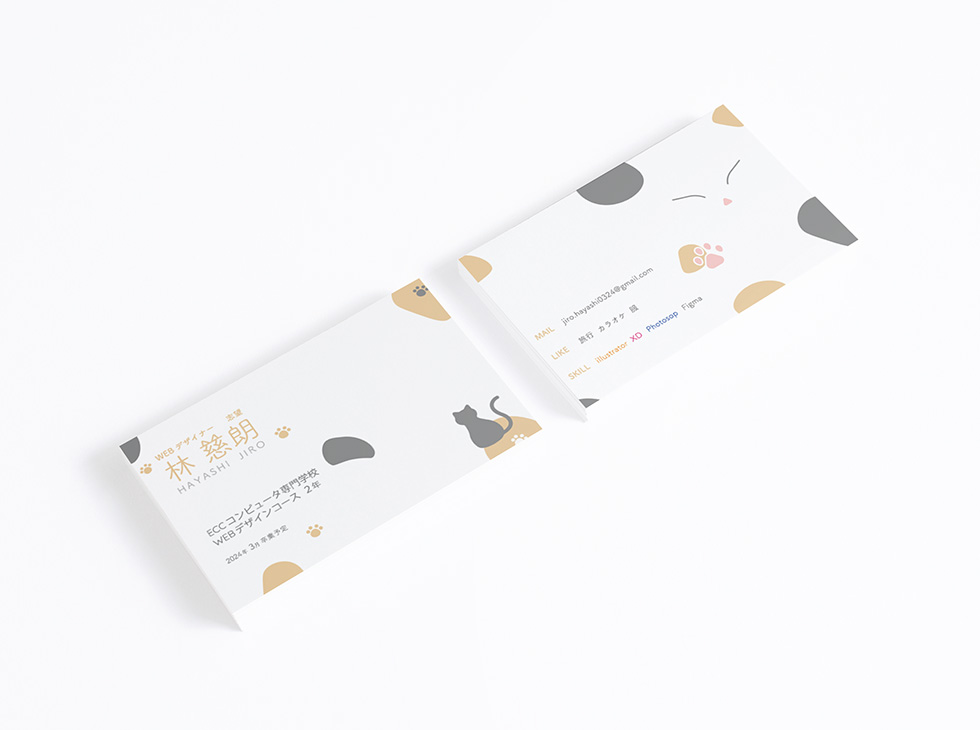 WEBデザイナー 志望
林 慈朗
HAYASHI JIRO
ECCコンピュータ専門学校
WEBデザインコース 2年
2024年 3月 卒業予定
MAIL jiro.hayashi0324@gmail.com
LIKE 旅行 カラオケ 猫
SKILL illustrator XD Photosop Figma